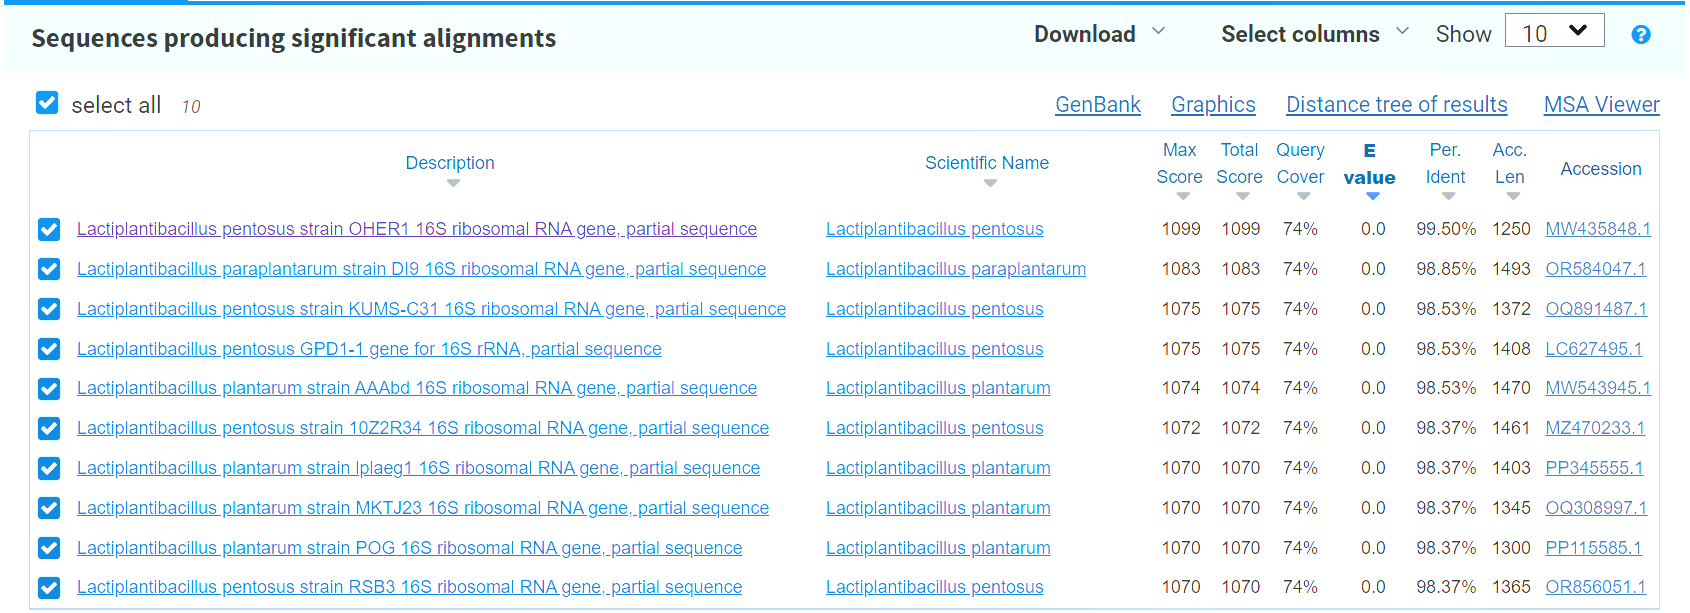 Sequences producing significant alignments Download Select columns Show 10 ?
select all 10 GenBank Graphics Distance tree of results MSA Viewer
Description Scientific Name Max Score Total Score Query Cover E value Per. Ident Acc. Len Accession
Lactiplantibacillus pentosus strain OHER1 16S ribosomal RNA gene, partial sequence Lactiplantibacillus pentosus 1099 1099 74% 0.0 99.50% 1250 MW435848.1
Lactiplantibacillus paraplantarum strain DI9 16S ribosomal RNA gene, partial sequence Lactiplantibacillus paraplantarum 1083 1083 74% 0.0 98.85% 1493 OR584047.1
Lactiplantibacillus pentosus strain KUMS-C31 16S ribosomal RNA gene, partial sequence Lactiplantibacillus pentosus 1075 1075 74% 0.0 98.53% 1372 OQ891487.1
Lactiplantibacillus pentosus GPD1-1 gene for 16S rRNA, partial sequence Lactiplantibacillus pentosus 1075 1075 74% 0.0 98.53% 1408 LC627495.1
Lactiplantibacillus plantarum strain AAAbd 16S ribosomal RNA gene, partial sequence Lactiplantibacillus plantarum 1074 1074 74% 0.0 98.53% 1470 MW543945.1
Lactiplantibacillus pentosus strain 10Z2R34 16S ribosomal RNA gene, partial sequence Lactiplantibacillus pentosus 1072 1072 74% 0.0 98.37% 1461 MZ470233.1
Lactiplantibacillus plantarum strain lplaeg1 16S ribosomal RNA gene, partial sequence Lactiplantibacillus plantarum 1070 1070 74% 0.0 98.37% 1403 PP345555.1
Lactiplantibacillus plantarum strain MKTJ23 16S ribosomal RNA gene, partial sequence Lactiplantibacillus plantarum 1070 1070 74% 0.0 98.37% 1345 OQ308997.1
Lactiplantibacillus plantarum strain POG 16S ribosomal RNA gene, partial sequence Lactiplantibacillus plantarum 1070 1070 74% 0.0 98.37% 1300 PP115585.1
Lactiplantibacillus pentosus strain RSB3 16S ribosomal RNA gene, partial sequence Lactiplantibacillus pentosus 1070 1070 74% 0.0 98.37% 1365 OR856051.1